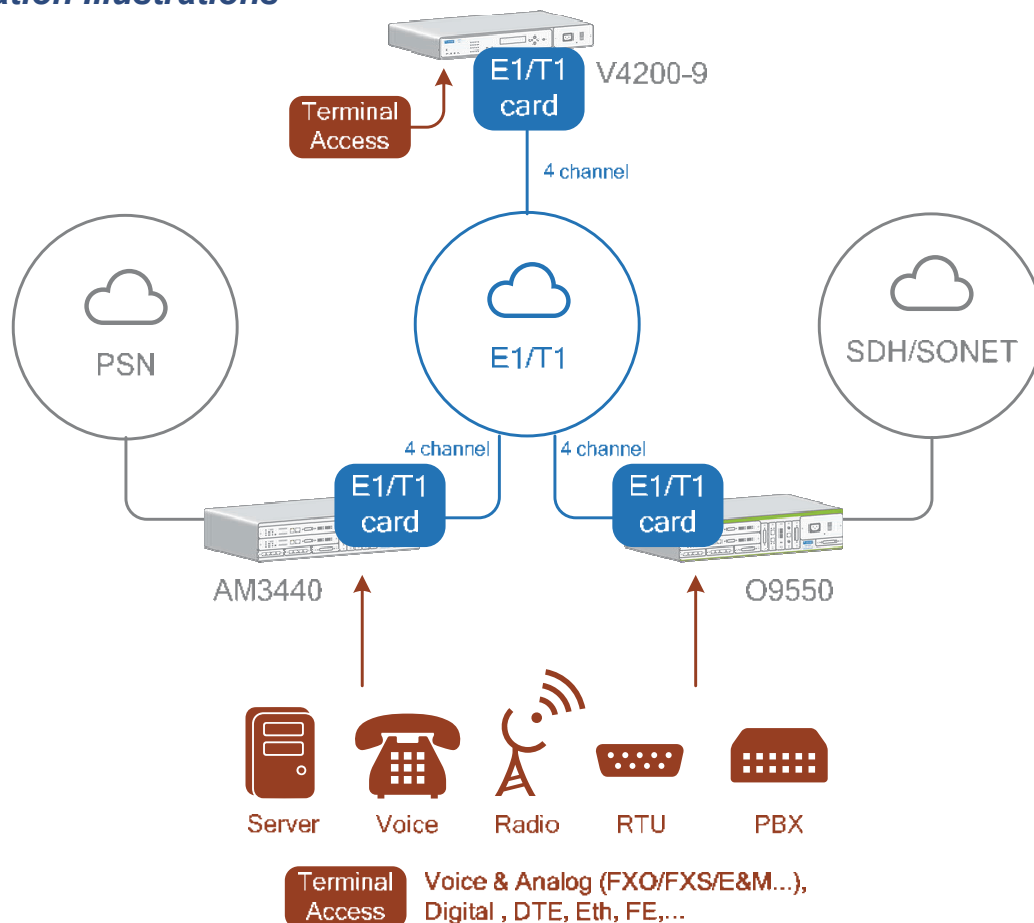 ation Illustrations
E1/T1
card
V4200-9
Terminal
Access
4 channel
PSN
E1/T1
SDH/SONET
4 channel
4 channel
E1/T1
card
E1/T1
card
AM3440
O9550
Server
Voice
Radio
RTU
PBX
Terminal
Access
Voice & Analog (FXO/FXS/E&M...),
Digital , DTE, Eth, FE,...